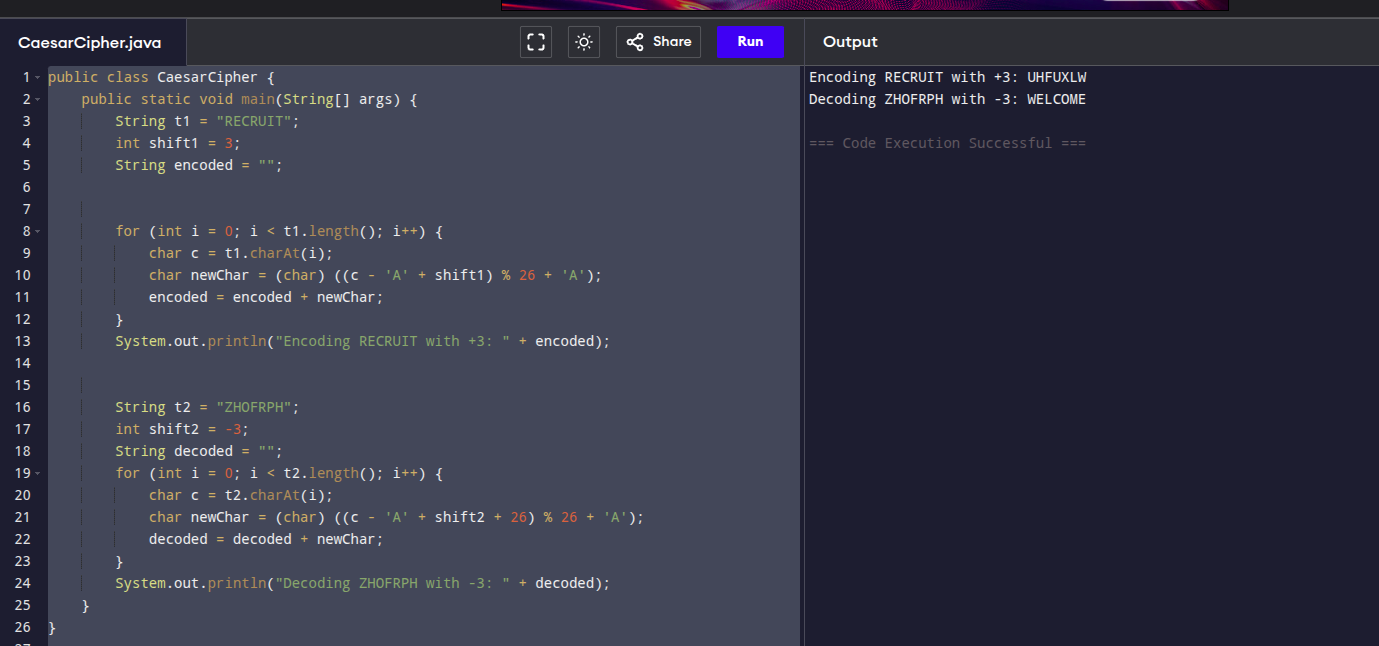 CaesarCipher.java
Share
Run
Output
1 public class CaesarCipher {
2     public static void main(String[] args) {
3         String t1 = "RECRUIT";
4         int shift1 = 3;
5         String encoded = "";
6
7
8         for (int i = 0; i < t1.length(); i++) {
9             char c = t1.charAt(i);
10             char newChar = (char) ((c - 'A' + shift1) % 26 + 'A');
11             encoded = encoded + newChar;
12         }
13         System.out.println("Encoding RECRUIT with +3: " + encoded);
14
15
16         String t2 = "ZHOFRPH";
17         int shift2 = -3;
18         String decoded = "";
19         for (int i = 0; i < t2.length(); i++) {
20             char c = t2.charAt(i);
21             char newChar = (char) ((c - 'A' + shift2 + 26) % 26 + 'A');
22             decoded = decoded + newChar;
23         }
24         System.out.println("Decoding ZHOFRPH with -3: " + decoded);
25     }
26 }
Encoding RECRUIT with +3: UHFUXLW
Decoding ZHOFRPH with -3: WELCOME
=== Code Execution Successful ===